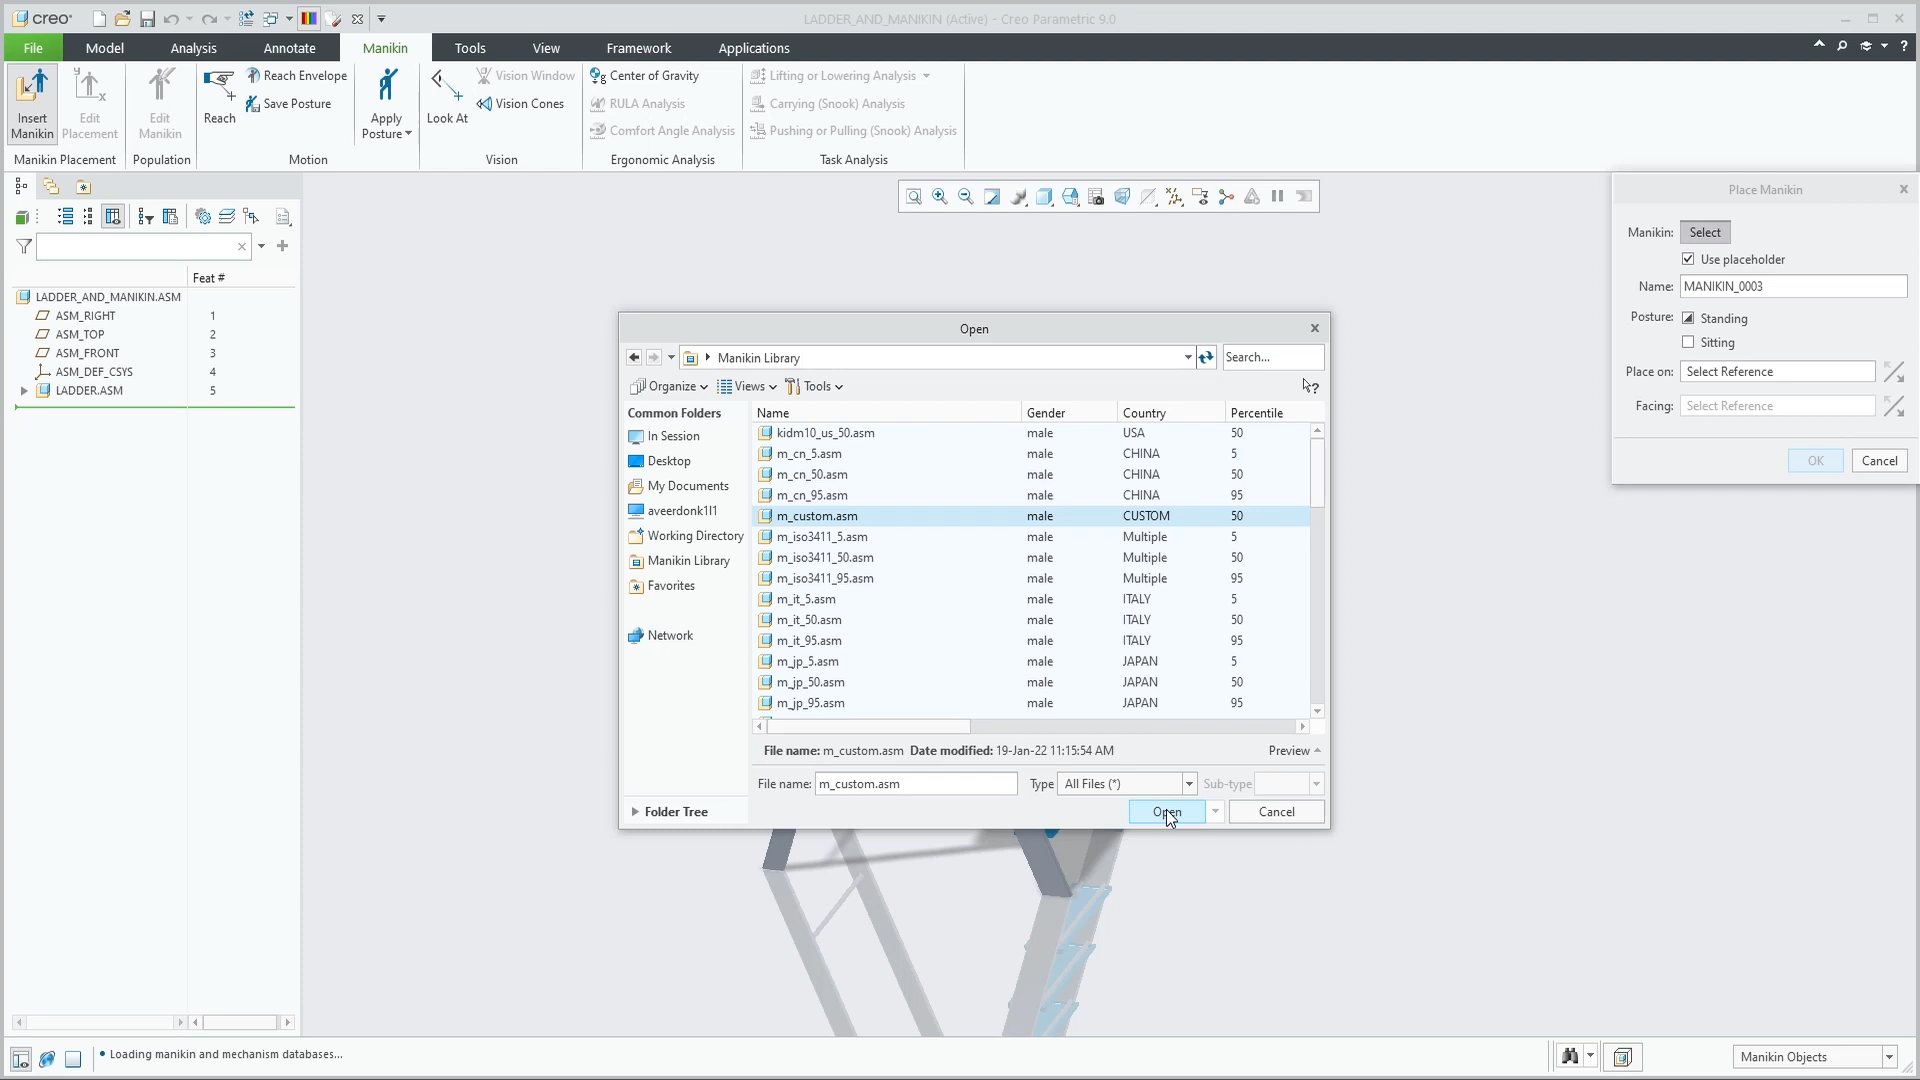 creo
LADDER_AND_MANIKIN (Active) - Creo Parametric 9.0
File Model Analysis Annotate Manikin Tools View Framework Applications
Insert Manikin
Edit Placement
Manikin Placement
Edit Manikin
Population
Reach
Reach Envelope
Save Posture
Apply Posture
Motion
Look At
Vision Window
Vision Cones
Vision
Center of Gravity
RULA Analysis
Comfort Angle Analysis
Ergonomic Analysis
Lifting or Lowering Analysis
Carrying (Snook) Analysis
Pushing or Pulling (Snook) Analysis
Task Analysis
Feat #
LADDER_AND_MANIKIN.ASM
ASM_RIGHT 1
ASM_TOP 2
ASM_FRONT 3
ASM_DEF_CSYS 4
LADDER.ASM 5
Place Manikin
Manikin: Select
Use placeholder
Name: MANIKIN_0003
Posture: Standing
Sitting
Place on: Select Reference
Facing: Select Reference
OK Cancel
Open
Manikin Library
Search...
Organize Views Tools
Common Folders
In Session
Desktop
My Documents
aveerdonk1l1
Working Directory
Manikin Library
Favorites
Network
Folder Tree
Name Gender Country Percentile
kidm10_us_50.asm male USA 50
m_cn_5.asm male CHINA 5
m_cn_50.asm male CHINA 50
m_cn_95.asm male CHINA 95
m_custom.asm male CUSTOM 50
m_iso3411_5.asm male Multiple 5
m_iso3411_50.asm male Multiple 50
m_iso3411_95.asm male Multiple 95
m_it_5.asm male ITALY 5
m_it_50.asm male ITALY 50
m_it_95.asm male ITALY 95
m_jp_5.asm male JAPAN 5
m_jp_50.asm male JAPAN 50
m_jp_95.asm male JAPAN 95
File name: m_custom.asm Date modified: 19-Jan-22 11:15:54 AM Preview
File name: m_custom.asm Type All Files (*) Sub-type
Open Cancel
Loading manikin and mechanism databases...
Manikin Objects